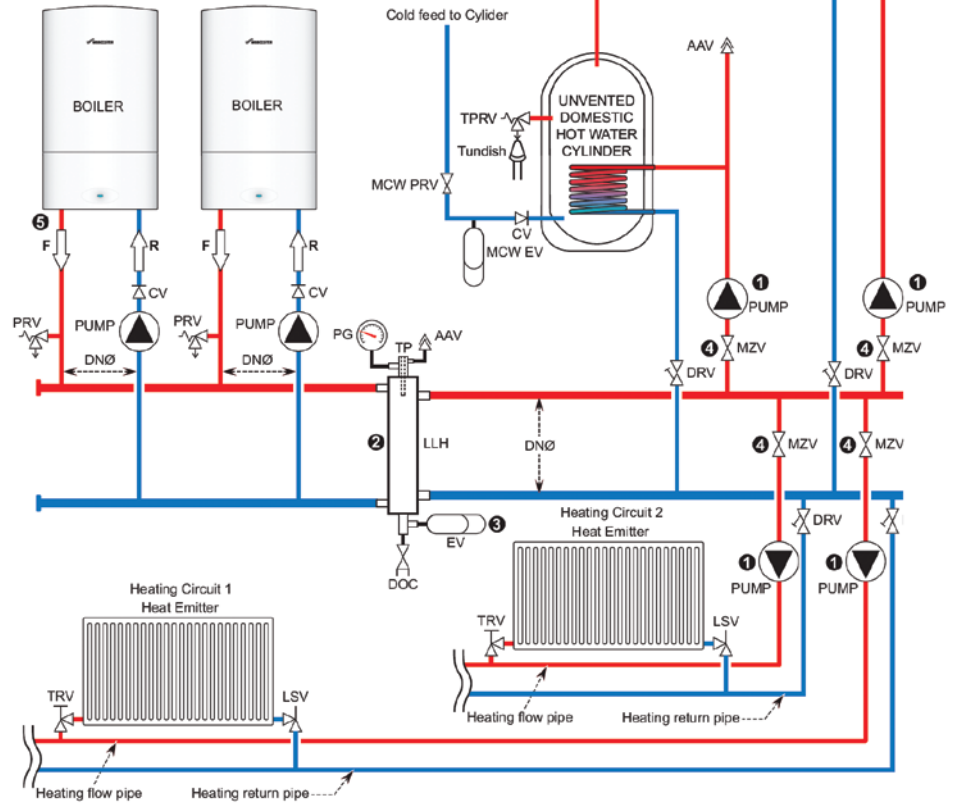 Cold feed to Cylider
AAV
BOILER
BOILER
UNVENTED
DOMESTIC
HOT WATER
CYLINDER
TPRV
Tundish
MCW PRV
CV
MCW EV
5
F
R
F
R
CV
CV
PRV
PUMP
PRV
PUMP
DNØ
DNØ
PG
TP
AAV
1
PUMP
1
PUMP
4
MZV
4
MZV
DRV
DRV
2
LLH
DNØ
4
MZV
4
MZV
3
EV
DOC
Heating Circuit 2
Heat Emitter
DRV
1
PUMP
1
PUMP
Heating Circuit 1
Heat Emitter
TRV
LSV
TRV
LSV
Heating flow pipe
Heating return pipe
Heating flow pipe
Heating return pipe